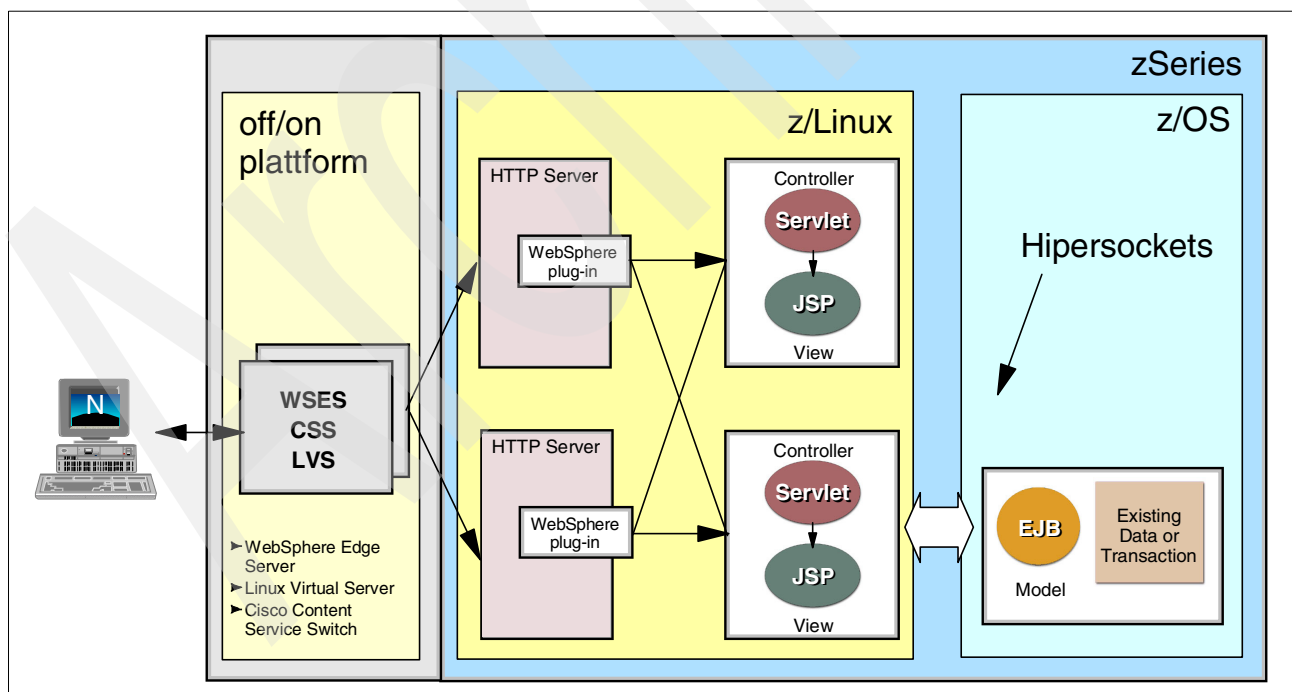 zSeries
off/on
plattform
z/Linux
z/OS
HTTP Server
WebSphere
plug-in
Controller
Servlet
JSP
View
Hipersockets
N
WSES
CSS
LVS
HTTP Server
WebSphere
plug-in
Controller
Servlet
JSP
View
EJB
Model
Existing
Data or
Transaction
WebSphere Edge
Server
Linux Virtual Server
Cisco Content
Service Switch